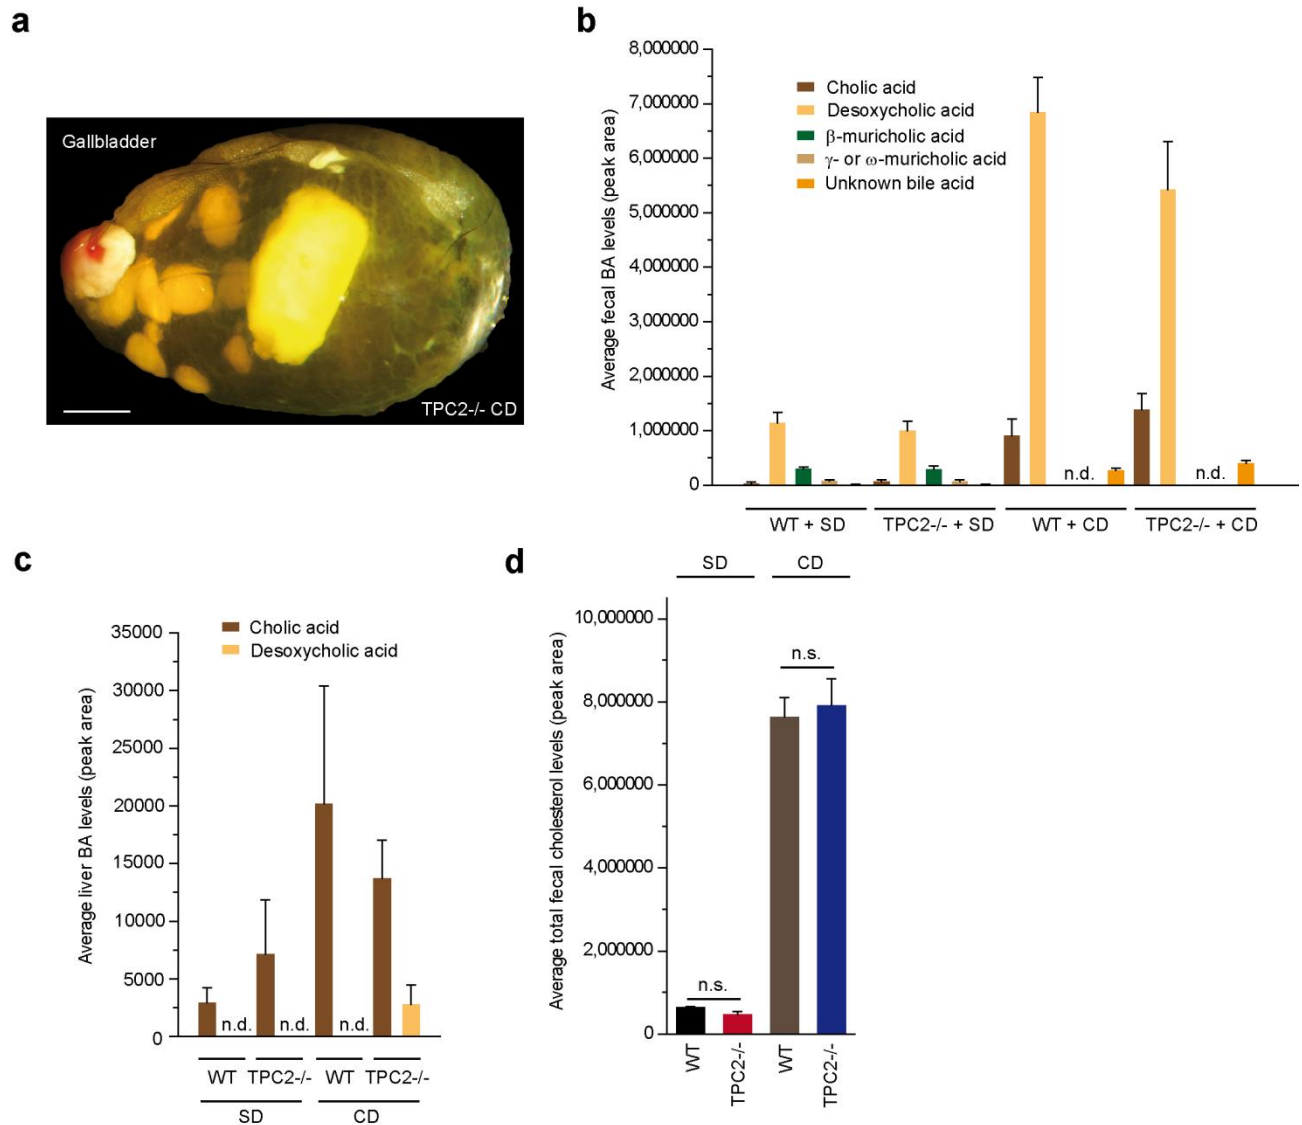 a
Gallbladder
TPC2-/- CD
b
Average fecal BA levels (peak area)
8,000000
7,000000
6,000000
5,000000
4,000000
3,000000
2,000000
1,000000
0
Cholic acid
Desoxycholic acid
β-muricholic acid
γ- or ω-muricholic acid
Unknown bile acid
n.d.
n.d.
WT + SD
TPC2-/- + SD
WT + CD
TPC2-/- + CD
c
Average liver BA levels (peak area)
35000
30000
25000
20000
15000
10000
5000
0
Cholic acid
Desoxycholic acid
n.d.
n.d.
n.d.
WT
TPC2-/-
WT
TPC2-/-
SD
CD
d
SD
CD
Average total fecal cholesterol levels (peak area)
10,000000
8,000000
6,000000
4,000000
2,000000
0
n.s.
n.s.
WT
TPC2-/-
WT
TPC2-/-